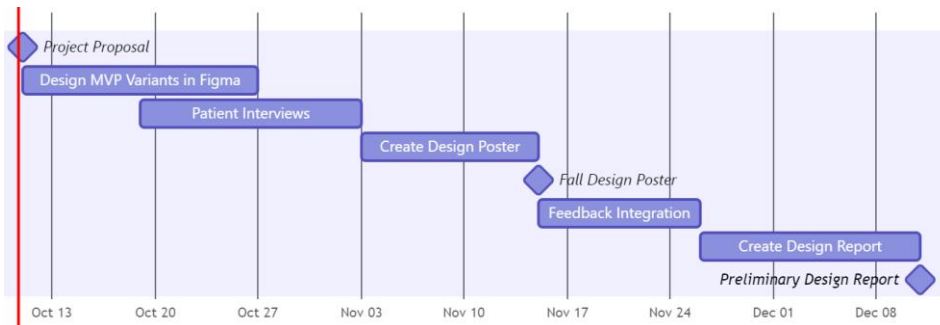 Project Proposal
Design MVP Variants in Figma
Patient Interviews
Create Design Poster
Fall Design Poster
Feedback Integration
Create Design Report
Preliminary Design Report
Oct 13 Oct 20 Oct 27 Nov 03 Nov 10 Nov 17 Nov 24 Dec 01 Dec 08